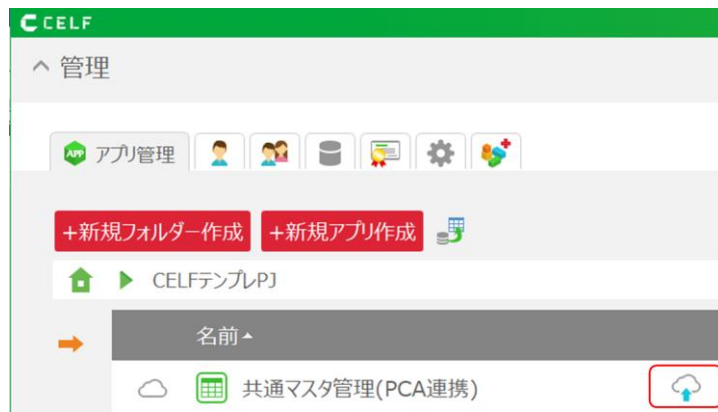 CELF
管理
APP アプリ管理
+新規フォルダー作成 +新規アプリ作成
CELFテンプレPJ
名前
共通マスタ管理(PCA連携)